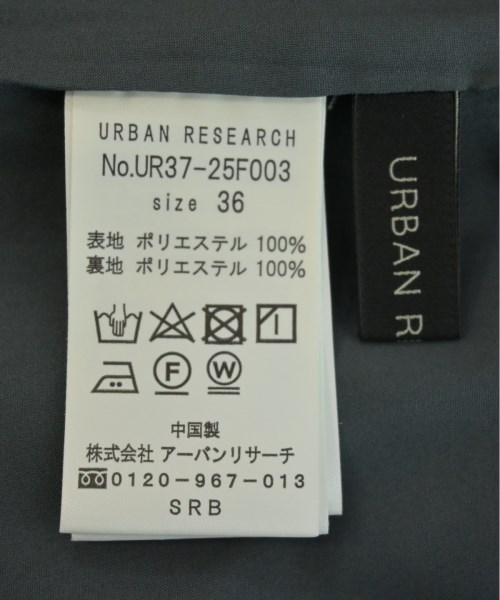 URBAN RESEARCH
No.UR37-25F003
size 36
表地 ポリエステル 100%
裏地 ポリエステル 100%
F W
中国製
株式会社 アーバンリサーチ
0120-967-013
SRB
URBAN R